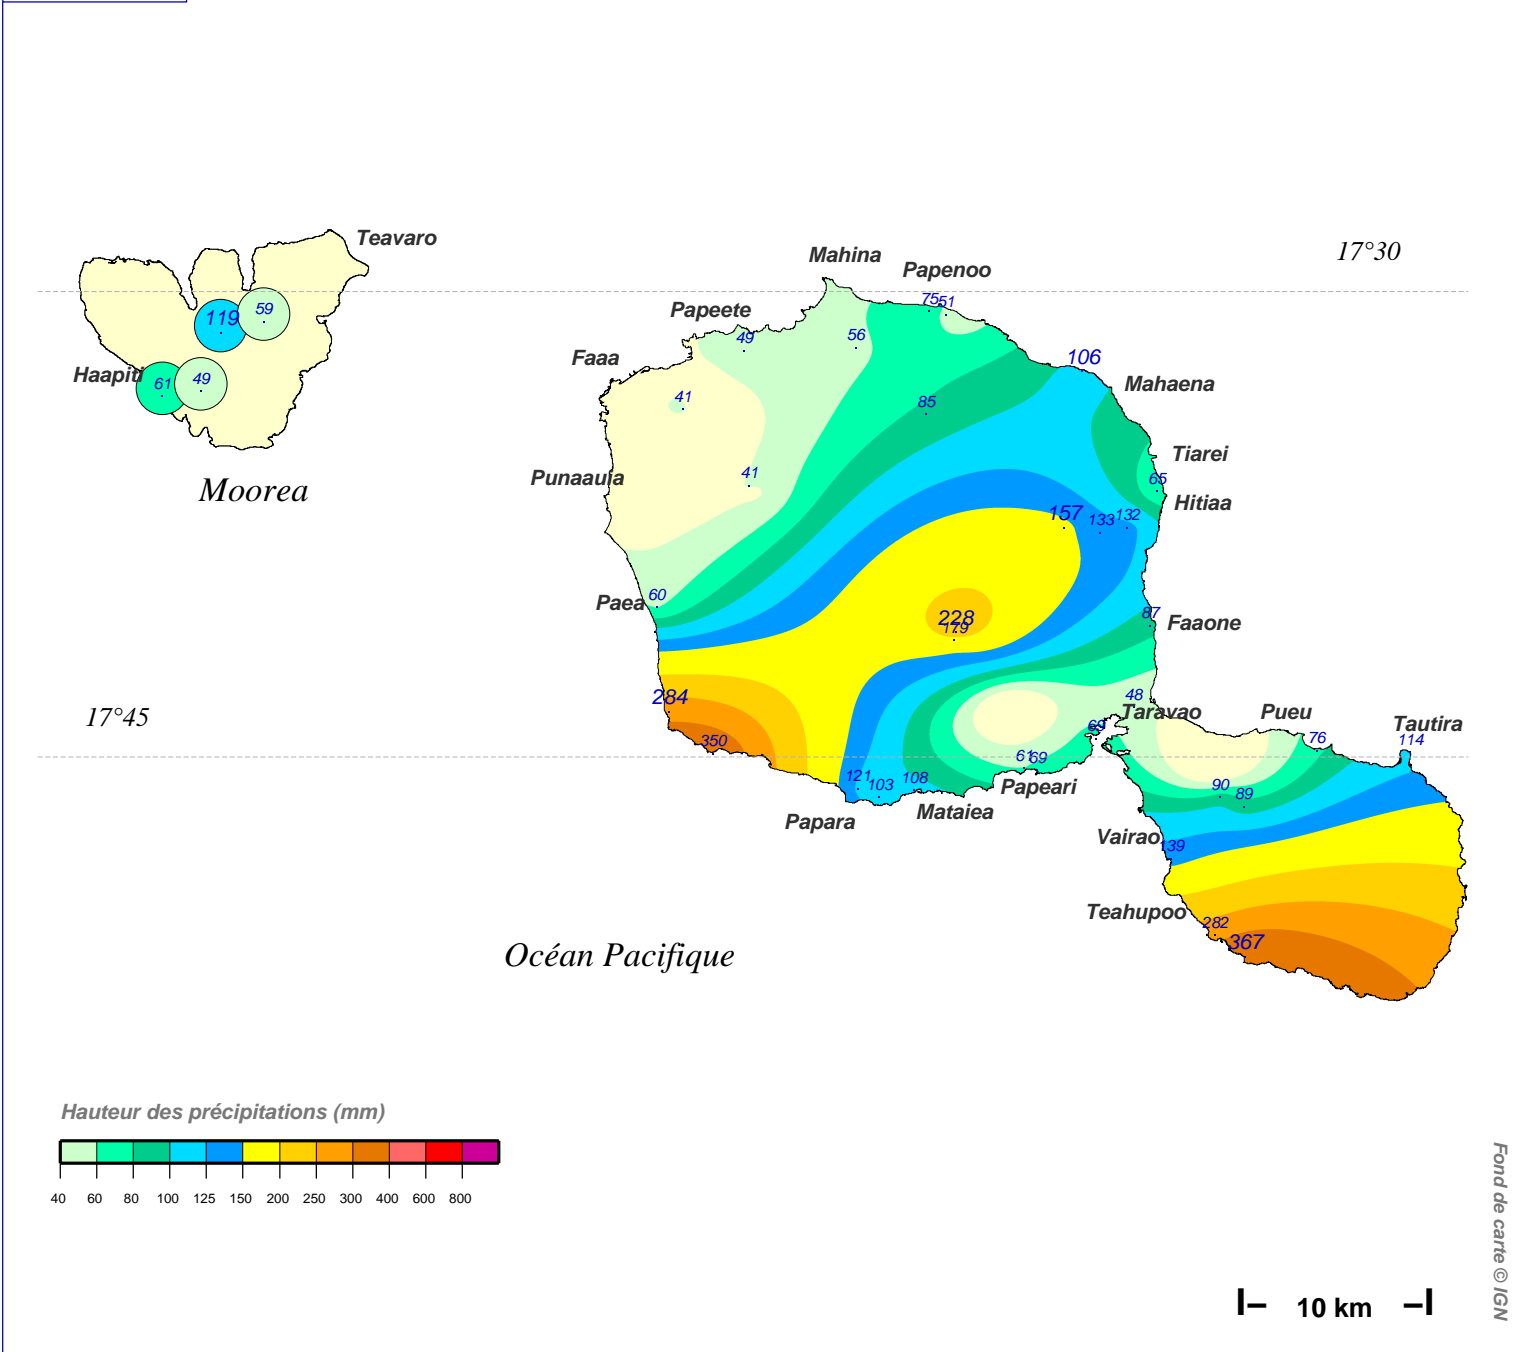 Teavaro
17°30
Mahina
Papenoo
75
51
59
119
Papeete
49
56
Faaa
106
Haapiti
61
49
Mahaena
41
85
Tiarei
Punaauia
41
65
Moorea
Hitiaa
157
133
132
Paea
60
87
228
179
Faaone
284
48
17°45
Taravao
Pueu
Tautira
69
350
76
114
61
69
121
103
108
Papeari
90
89
Papara
Mataiea
Vairao
139
Teahupoo
282
367
Océan Pacifique
Hauteur des précipitations (mm)
40 60 80 100 125 150 200 250 300 400 600 800
Fond de carte © IGN
10 km